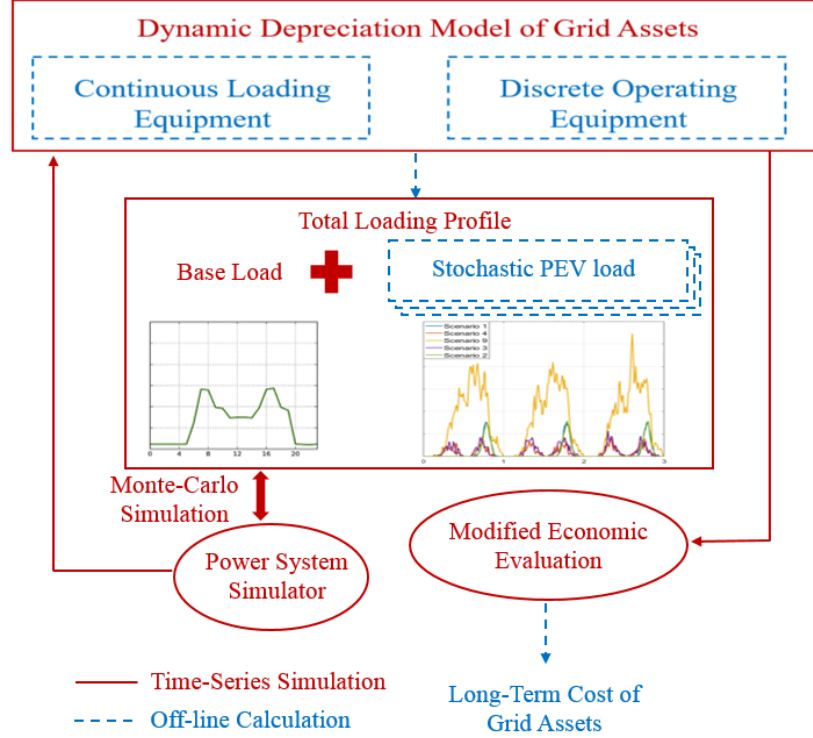 Dynamic Depreciation Model of Grid Assets
Continuous Loading
Equipment
Discrete Operating
Equipment
Total Loading Profile
Base Load
Stochastic PEV load
Scenario 1
Scenario 4
Scenario 9
Scenario 3
Scenario 2
0 4 8 12 16 20
0 1 2 3
Monte-Carlo
Simulation
Power System
Simulator
Modified Economic
Evaluation
Time-Series Simulation
Off-line Calculation
Long-Term Cost of
Grid Assets